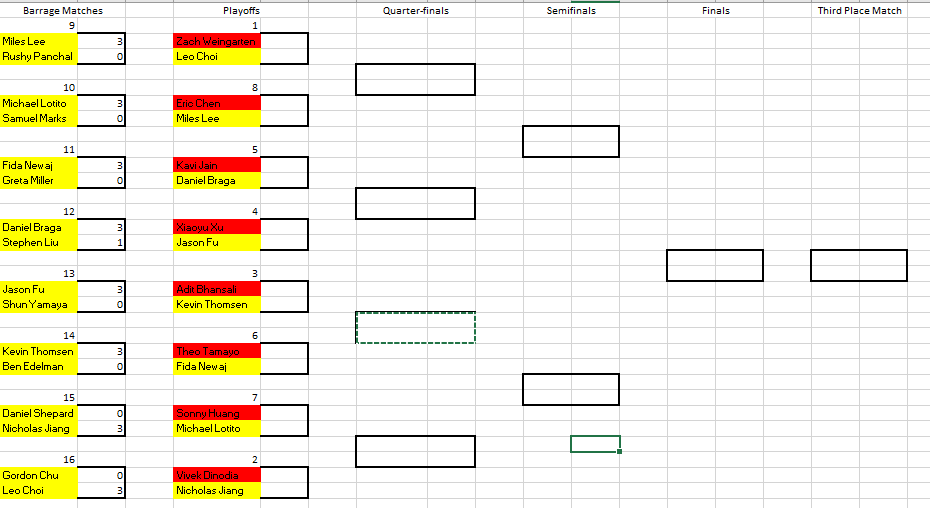 Barrage Matches Playoffs Quarter-finals Semifinals Finals Third Place Match
9 1
Miles Lee 3 Zach Weingarten
Rushy Panchal 0 Leo Choi
10 8
Michael Lotito 3 Eric Chen
Samuel Marks 0 Miles Lee
11 5
Fida Newaj 3 Kavi Jain
Greta Miller 0 Daniel Braga
12 4
Daniel Braga 3 Xiaoyu Xu
Stephen Liu 1 Jason Fu
13 3
Jason Fu 3 Adit Bhansali
Shun Yamaya 0 Kevin Thomsen
14 6
Kevin Thomsen 3 Theo Tamayo
Ben Edelman 0 Fida Newaj
15 7
Daniel Shepard 0 Sonny Huang
Nicholas Jiang 3 Michael Lotito
16 2
Gordon Chu 0 Vivek Dinodia
Leo Choi 3 Nicholas Jiang